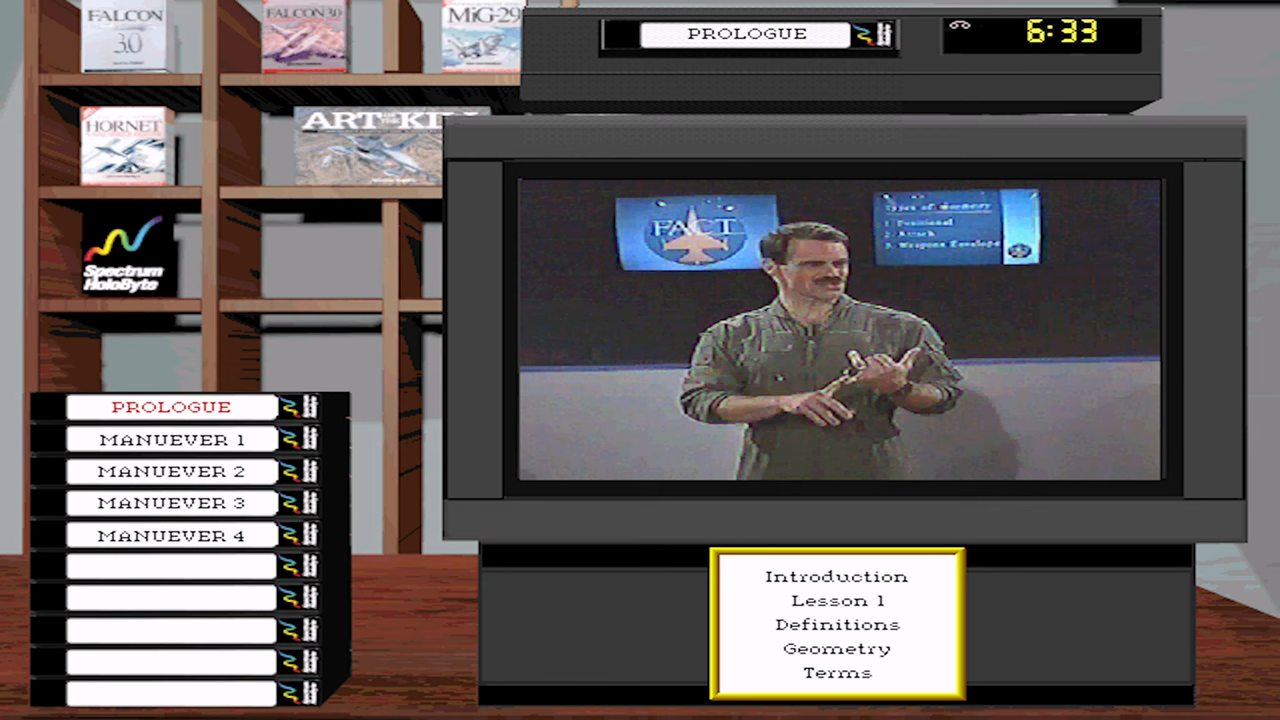 FALCON
3.0
FALCON 3.0
MiG-29
PROLOGUE
6:33
HORNET
ART OF THE KIL
Spectrum
HoloByte
FACT
Types of Geometry
1. Positional
2. Attack
3. Weapons Envelope
PROLOGUE
MANUEVER 1
MANUEVER 2
MANUEVER 3
MANUEVER 4
Introduction
Lesson 1
Definitions
Geometry
Terms